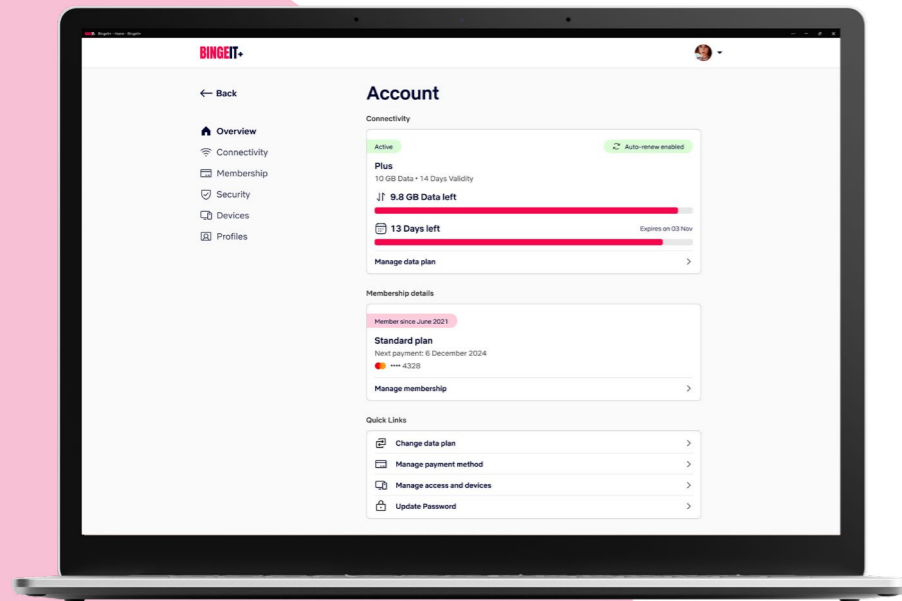 BINGEIT+
Back
Account
Overview
Connectivity
Membership
Security
Devices
Profiles
Connectivity
Active
Auto-renew enabled
Plus
10 GB Data • 14 Days Validity
9.8 GB Data left
13 Days left
Expires on 03 Nov
Manage data plan
Membership details
Member since June 2021
Standard plan
Next payment: 6 December 2024
•••• 4328
Manage membership
Quick Links
Change data plan
Manage payment method
Manage access and devices
Update Password